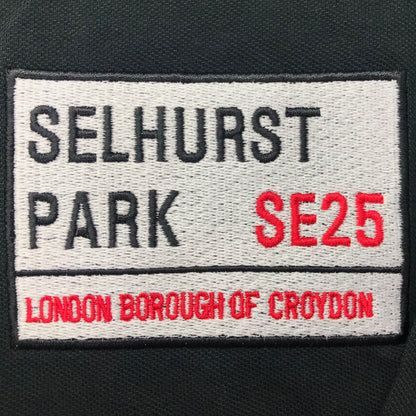 SELHURST
PARK SE25
LONDON BOROUGH OF CROYDON